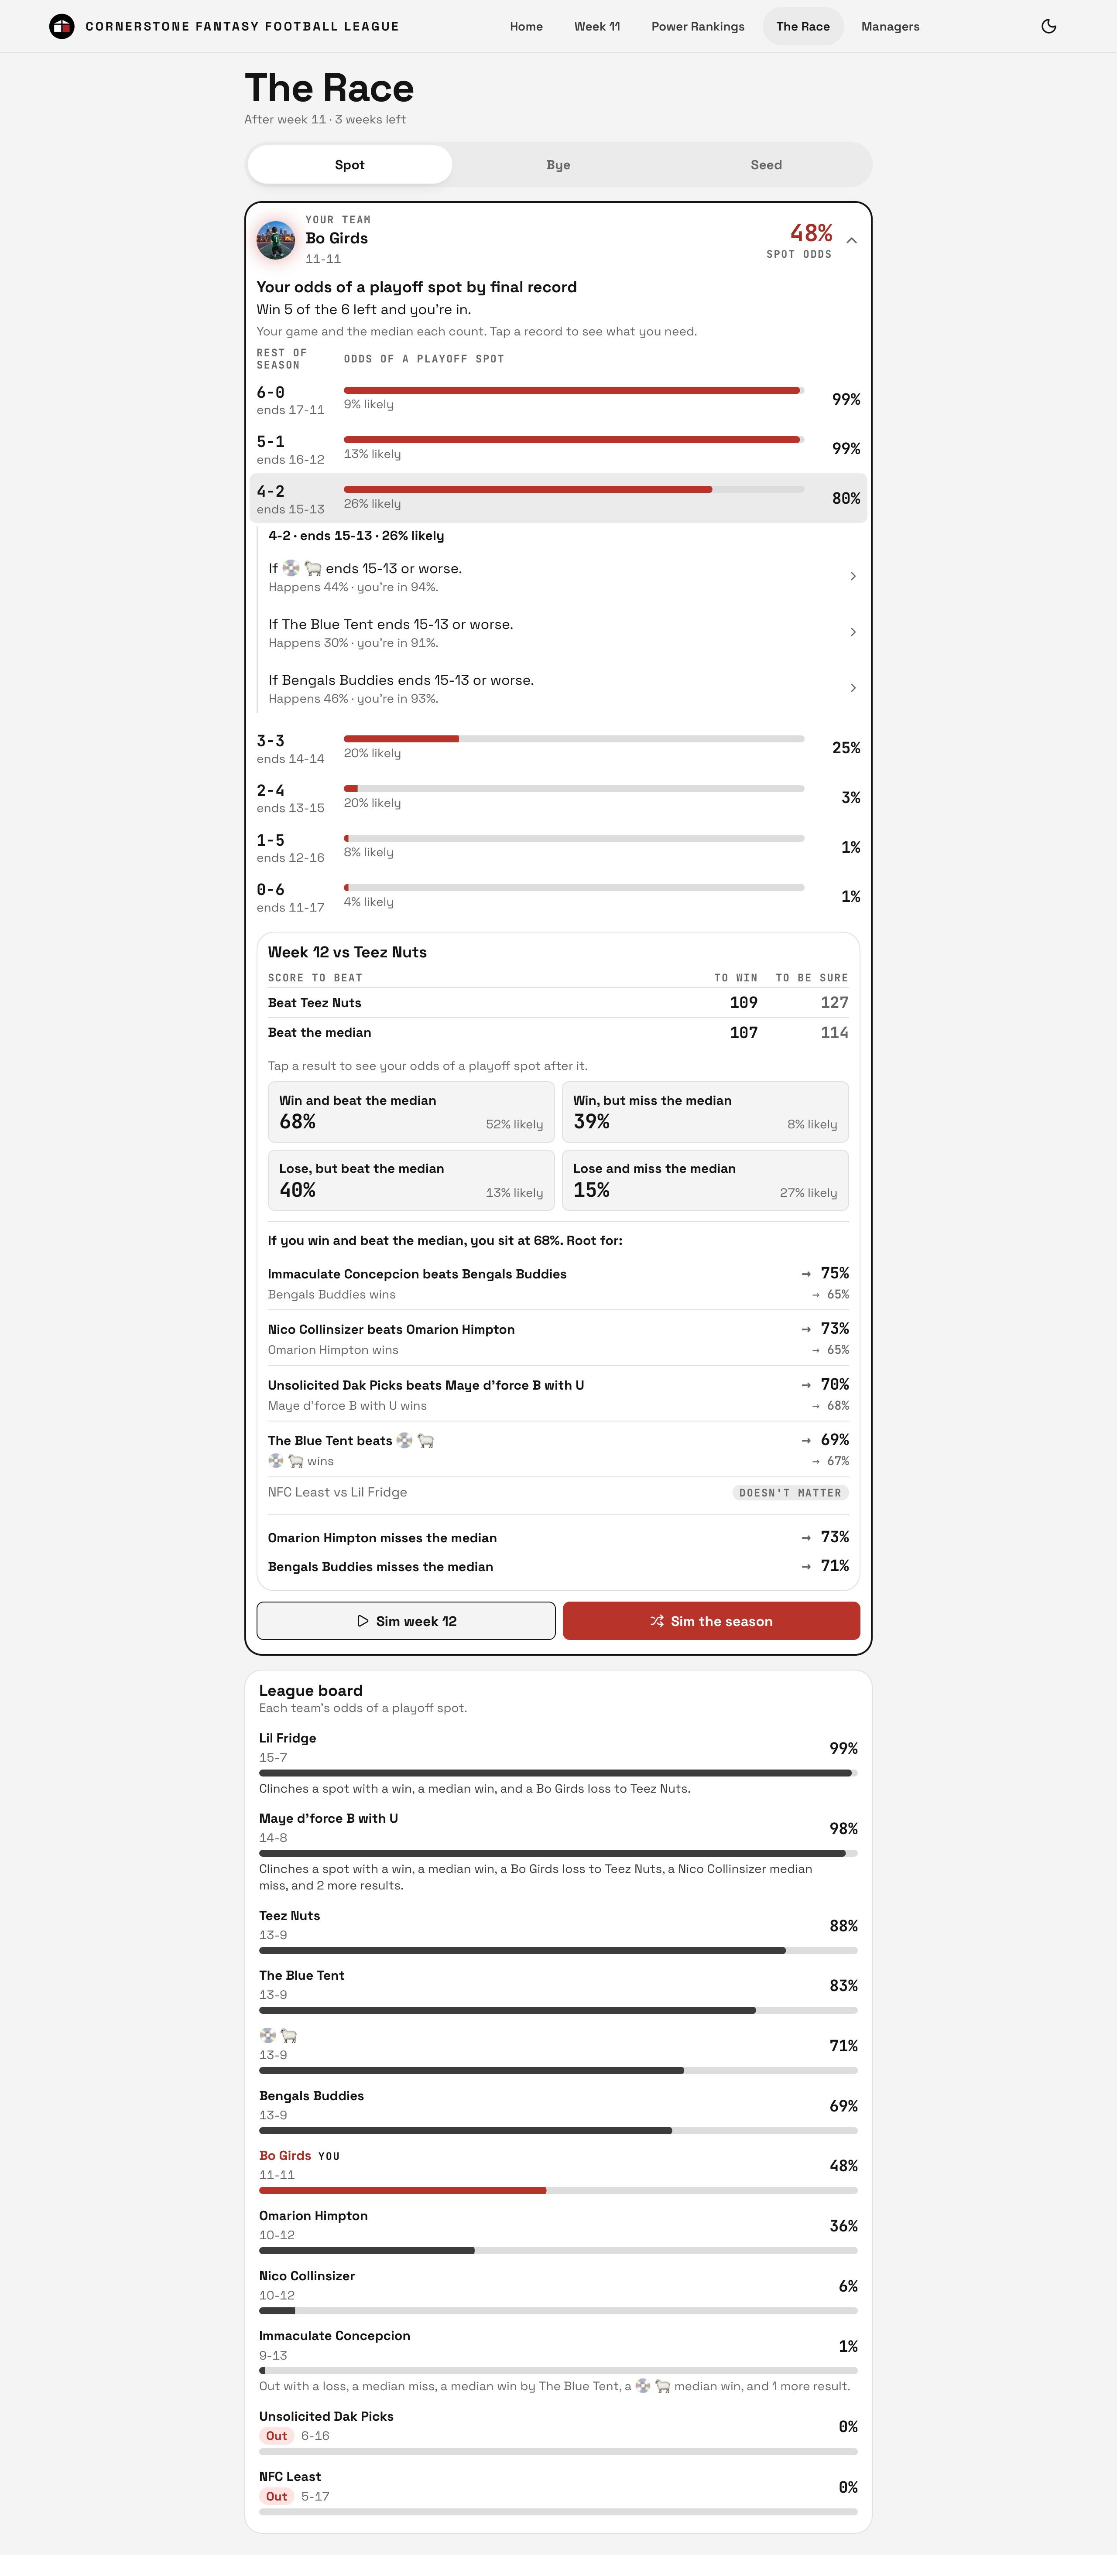 CORNERSTONE FANTASY FOOTBALL LEAGUE
Home
Week 11
Power Rankings
The Race
Managers
The Race
After week 11 · 3 weeks left
Spot
Bye
Seed
YOUR TEAM
Bo Girds
11-11
48%
SPOT ODDS
Your odds of a playoff spot by final record
Win 5 of the 6 left and you're in.
Your game and the median each count. Tap a record to see what you need.
REST OF SEASON
ODDS OF A PLAYOFF SPOT
6-0
ends 17-11
9% likely
99%
5-1
ends 16-12
13% likely
99%
4-2
ends 15-13
26% likely
80%
4-2 · ends 15-13 · 26% likely
If 💿 🐑 ends 15-13 or worse.
Happens 44% · you're in 94%.
If The Blue Tent ends 15-13 or worse.
Happens 30% · you're in 91%.
If Bengals Buddies ends 15-13 or worse.
Happens 46% · you're in 93%.
3-3
ends 14-14
20% likely
25%
2-4
ends 13-15
20% likely
3%
1-5
ends 12-16
8% likely
1%
0-6
ends 11-17
4% likely
1%
Week 12 vs Teez Nuts
SCORE TO BEAT
TO WIN
TO BE SURE
Beat Teez Nuts
109
127
Beat the median
107
114
Tap a result to see your odds of a playoff spot after it.
Win and beat the median
68%
52% likely
Win, but miss the median
39%
8% likely
Lose, but beat the median
40%
13% likely
Lose and miss the median
15%
27% likely
If you win and beat the median, you sit at 68%. Root for:
Immaculate Concepcion beats Bengals Buddies
→ 75%
Bengals Buddies wins
→ 65%
Nico Collinsizer beats Omarion Himpton
→ 73%
Omarion Himpton wins
→ 65%
Unsolicited Dak Picks beats Maye d'force B with U
→ 70%
Maye d'force B with U wins
→ 68%
The Blue Tent beats 💿 🐑
→ 69%
💿 🐑 wins
→ 67%
NFC Least vs Lil Fridge
DOESN'T MATTER
Omarion Himpton misses the median
→ 73%
Bengals Buddies misses the median
→ 71%
Sim week 12
Sim the season
League board
Each team's odds of a playoff spot.
Lil Fridge
15-7
99%
Clinches a spot with a win, a median win, and a Bo Girds loss to Teez Nuts.
Maye d'force B with U
14-8
98%
Clinches a spot with a win, a median win, a Bo Girds loss to Teez Nuts, a Nico Collinsizer median
miss, and 2 more results.
Teez Nuts
13-9
88%
The Blue Tent
13-9
83%
💿 🐑
13-9
71%
Bengals Buddies
13-9
69%
Bo Girds YOU
11-11
48%
Omarion Himpton
10-12
36%
Nico Collinsizer
10-12
6%
Immaculate Concepcion
9-13
1%
Out with a loss, a median miss, a median win by The Blue Tent, a 💿 🐑 median win, and 1 more result.
Unsolicited Dak Picks
Out 6-16
0%
NFC Least
Out 5-17
0%